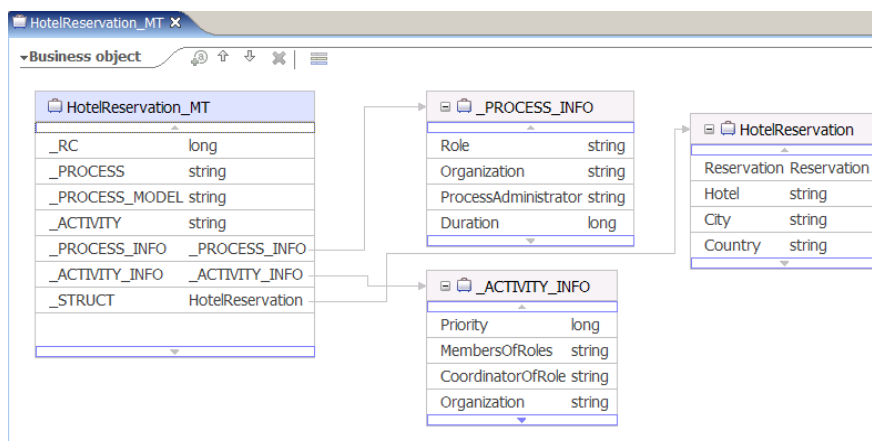 HotelReservation_MT
Business object
HotelReservation_MT
_RC long
_PROCESS string
_PROCESS_MODEL string
_ACTIVITY string
_PROCESS_INFO _PROCESS_INFO
_ACTIVITY_INFO _ACTIVITY_INFO
_STRUCT HotelReservation
_PROCESS_INFO
Role string
Organization string
ProcessAdministrator string
Duration long
_ACTIVITY_INFO
Priority long
MembersOfRoles string
CoordinatorOfRole string
Organization string
HotelReservation
Reservation Reservation
Hotel string
City string
Country string